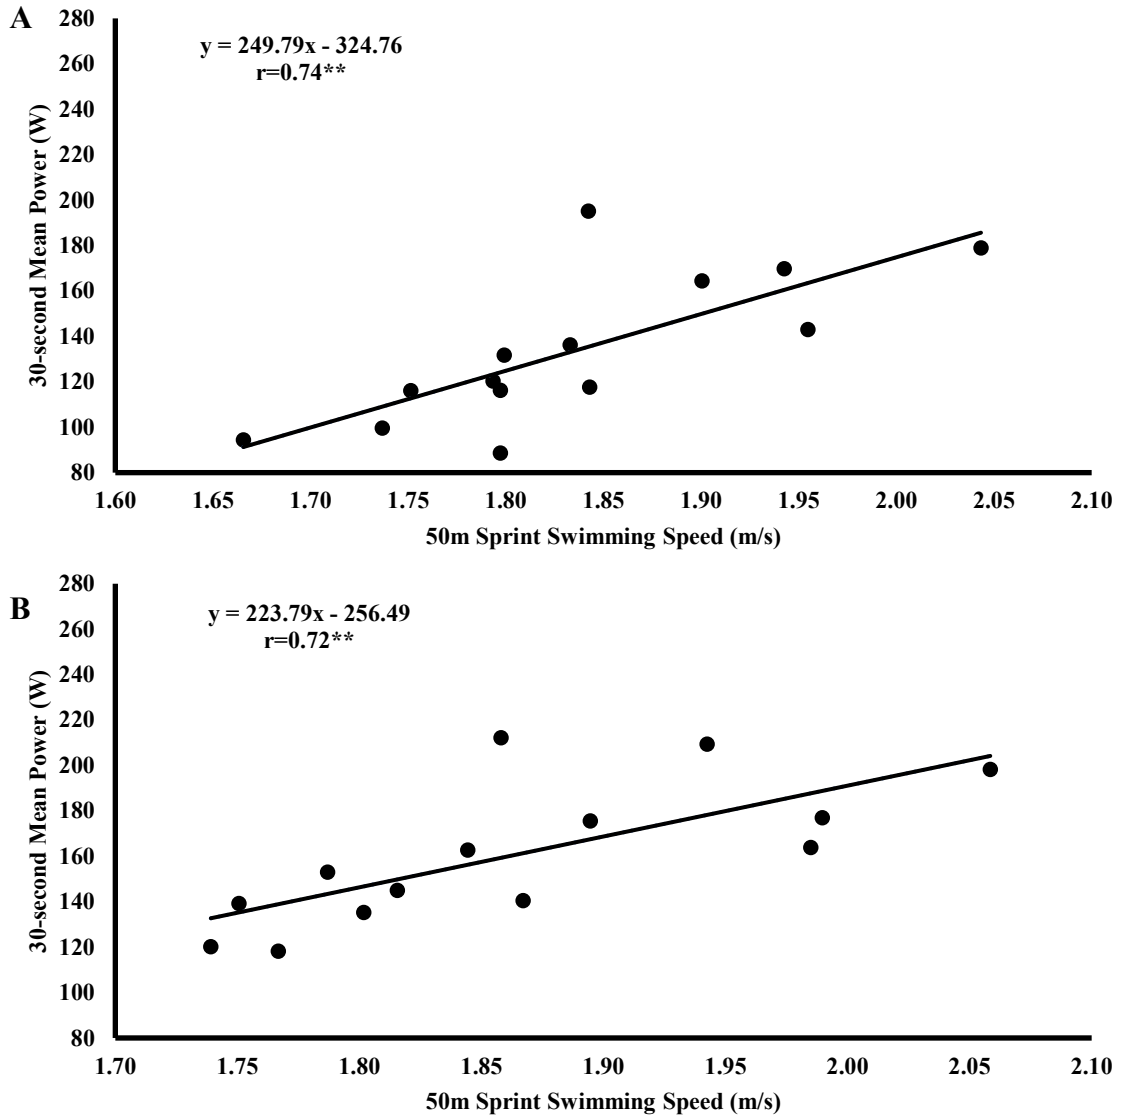 A
y = 249.79x - 324.76
r=0.74**
30-second Mean Power (W)
280
260
240
220
200
180
160
140
120
100
80
1.60 1.65 1.70 1.75 1.80 1.85 1.90 1.95 2.00 2.05 2.10
50m Sprint Swimming Speed (m/s)
B
y = 223.79x - 256.49
r=0.72**
30-second Mean Power (W)
280
260
240
220
200
180
160
140
120
100
80
1.70 1.75 1.80 1.85 1.90 1.95 2.00 2.05 2.10
50m Sprint Swimming Speed (m/s)